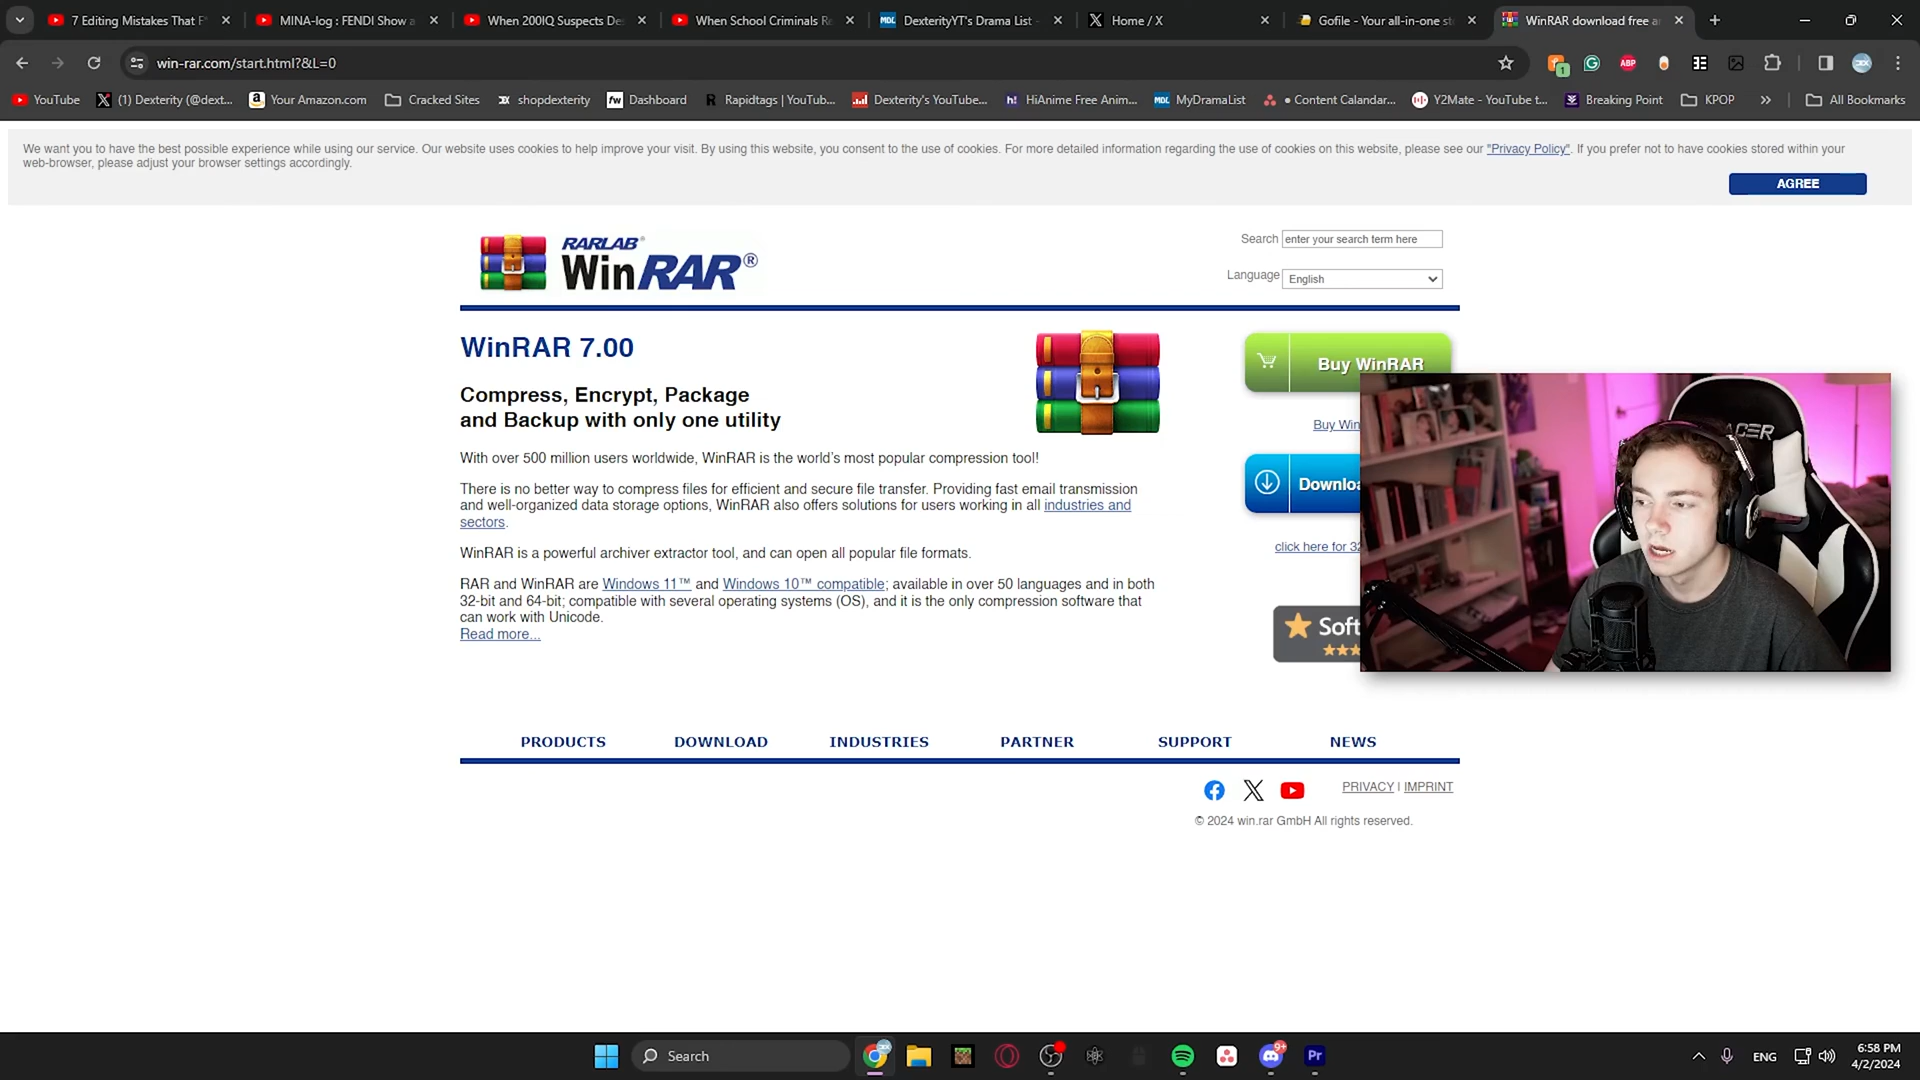 7 Editing Mistakes That
MINA-log : FENDI Show
When 200IQ Suspects
When School Criminals
DexterityYT's Drama List
Home / X
Gofile - Your all-in-one
WinRAR download free
win-rar.com/start.html?&L=0
YouTube
(1) Dexterity (@dext...
Your Amazon.com
Cracked Sites
shopdexterity
Dashboard
Rapidtags | YouTub...
Dexterity's YouTube...
HiAnime Free Anim...
MyDramaList
• Content Calandar...
Y2Mate - YouTube t...
Breaking Point
KPOP
All Bookmarks
We want you to have the best possible experience while using our service. Our website uses cookies to help improve your visit. By using this website, you consent to the use of cookies. For more detailed information regarding the use of cookies on this website, please see our "Privacy Policy". If you prefer not to have cookies stored within your
web-browser, please adjust your browser settings accordingly.
AGREE
RARLAB®
WinRAR®
Search enter your search term here
Language English
WinRAR 7.00
Compress, Encrypt, Package
and Backup with only one utility
With over 500 million users worldwide, WinRAR is the world's most popular compression tool!
There is no better way to compress files for efficient and secure file transfer. Providing fast email transmission
and well-organized data storage options, WinRAR also offers solutions for users working in all industries and
sectors.
WinRAR is a powerful archiver extractor tool, and can open all popular file formats.
RAR and WinRAR are Windows 11™ and Windows 10™ compatible; available in over 50 languages and in both
32-bit and 64-bit; compatible with several operating systems (OS), and it is the only compression software that
can work with Unicode.
Read more...
Buy WinRAR
Buy Win
Downloa
click here for 32
Soft
PRODUCTS
DOWNLOAD
INDUSTRIES
PARTNER
SUPPORT
NEWS
PRIVACY | IMPRINT
© 2024 win.rar GmbH All rights reserved.
Search
9+
Pr
ENG
6:58 PM
4/2/2024